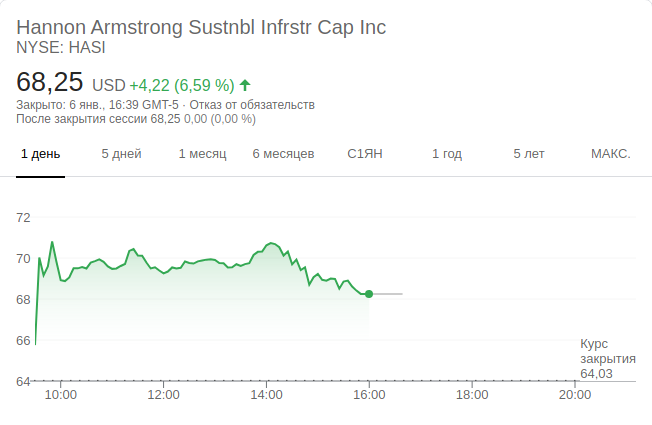 Hannon Armstrong Sustnbl Infrstr Cap Inc
NYSE: HASI
68,25 USD +4,22 (6,59 %)
Закрыто: 6 янв., 16:39 GMT-5 · Отказ от обязательств
После закрытия сессии 68,25 0,00 (0,00 %)
1 день 5 дней 1 месяц 6 месяцев С1ЯН 1 год 5 лет МАКС.
72
70
68
66
Курс
закрытия
64,03
64
10:00 12:00 14:00 16:00 18:00 20:00